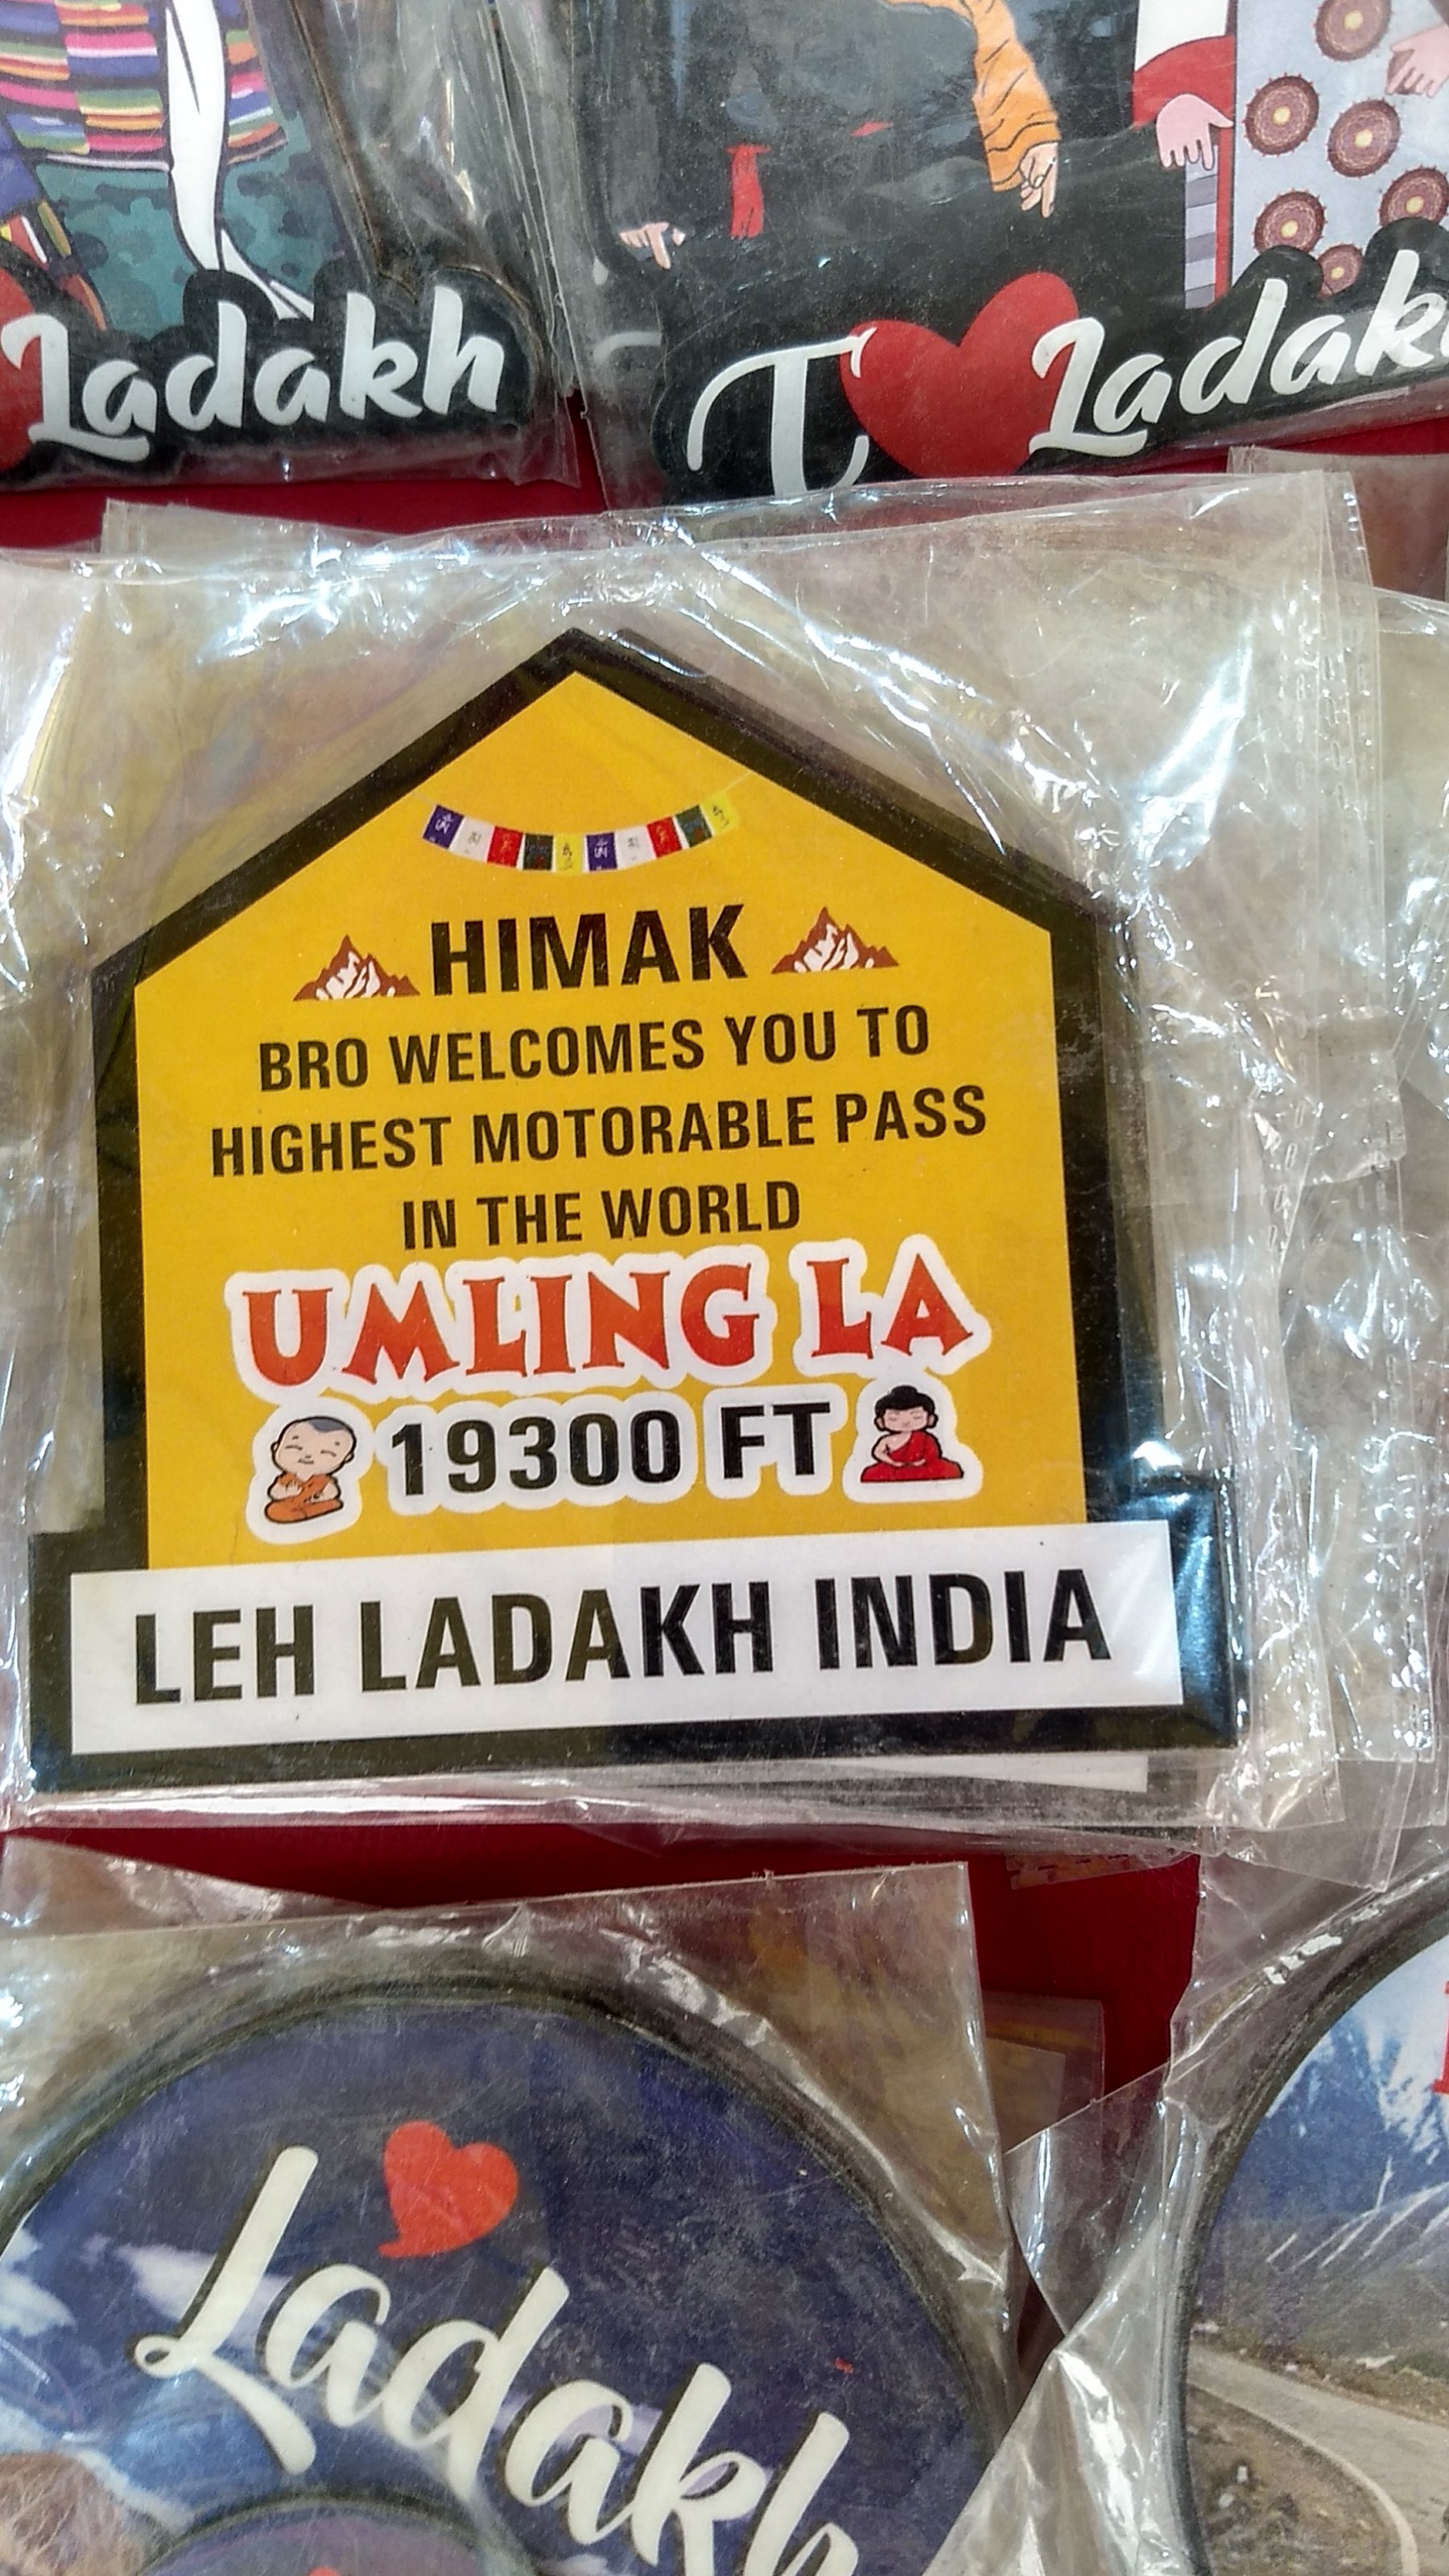 Ladakh
I Ladak
HIMAK
BRO WELCOMES YOU TO
HIGHEST MOTORABLE PASS
IN THE WORLD
UMLING LA
19300 FT
LEH LADAKH INDIA
Ladakh